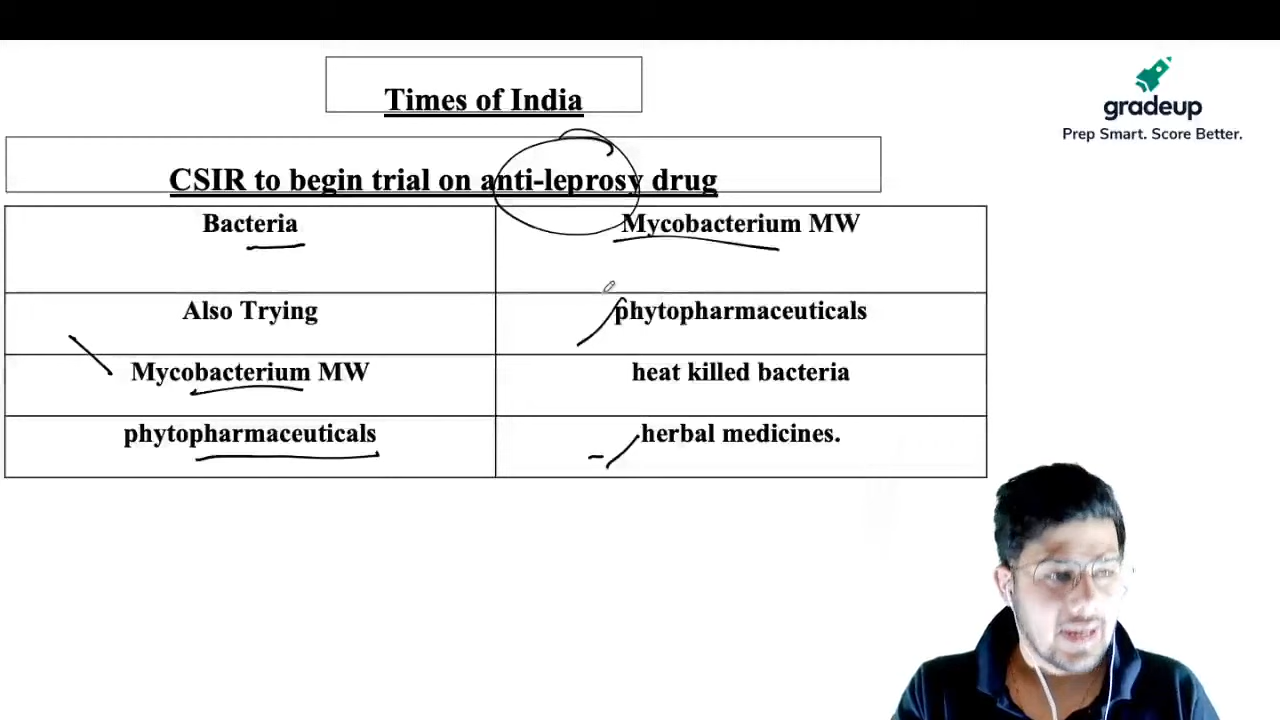 Times of India
gradeup
Prep Smart. Score Better.
CSIR to begin trial on anti-leprosy drug
Bacteria
Mycobacterium MW
Also Trying
phytopharmaceuticals
Mycobacterium MW
heat killed bacteria
phytopharmaceuticals
herbal medicines.